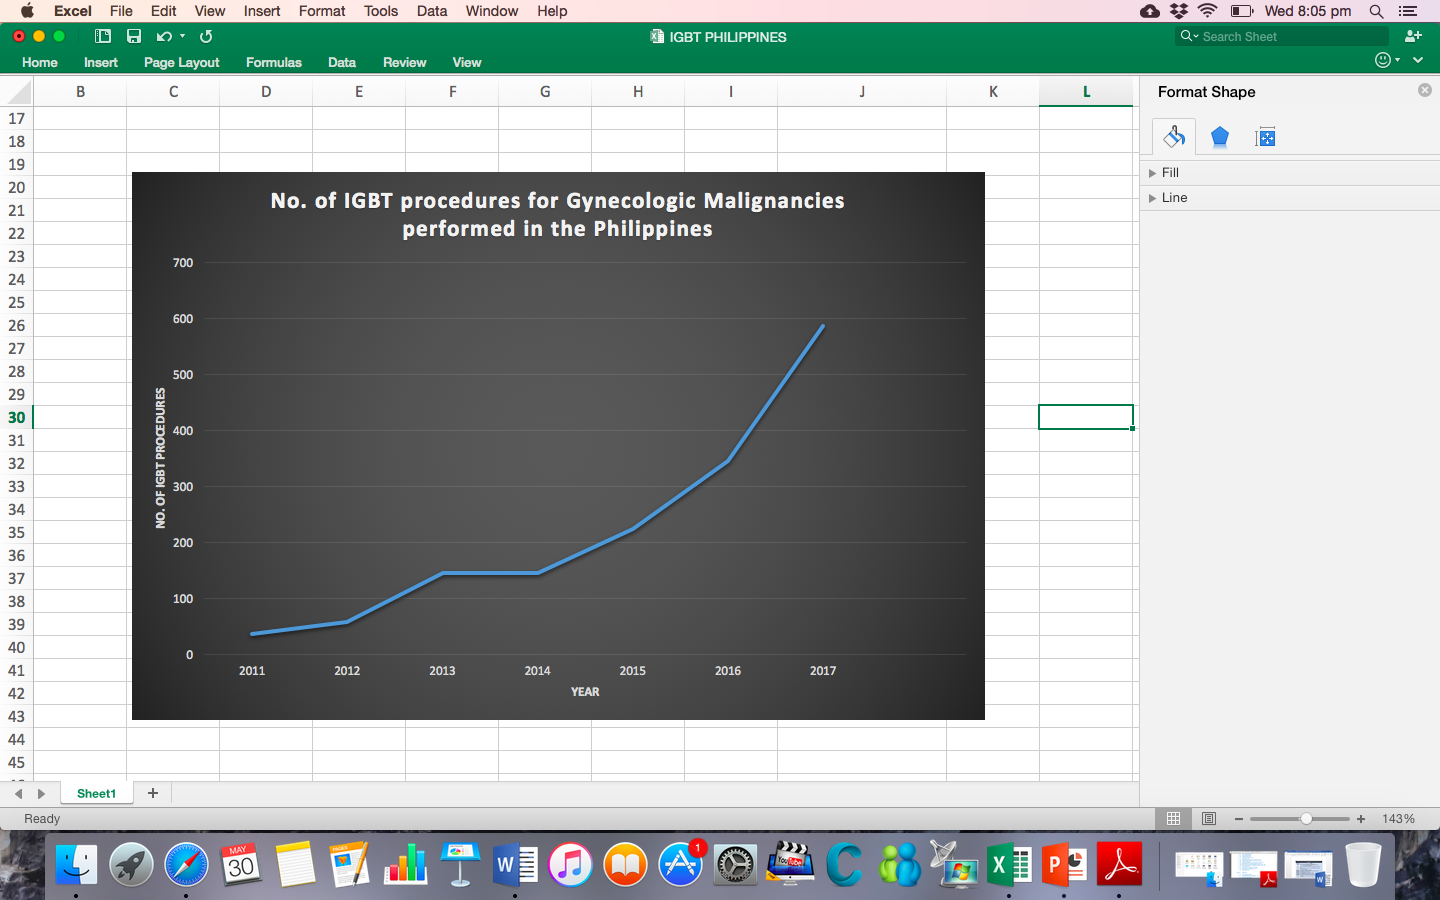 Excel File Edit View Insert Format Tools Data Window Help Wed 8:05 pm
IGBT PHILIPPINES Search Sheet
Home Insert Page Layout Formulas Data Review View
B C D E F G H I J K L
Format Shape
Fill
Line
17
18
19
20
21
22
23
24
25
26
27
28
29
30
31
32
33
34
35
36
37
38
39
40
41
42
43
44
45
No. of IGBT procedures for Gynecologic Malignancies
performed in the Philippines
700
600
500
400
300
200
100
0
NO. OF IGBT PROCEDURES
2011 2012 2013 2014 2015 2016 2017
YEAR
Sheet1
Ready 143%
MAY
30
PAGES
W
YouTube
1
X
P
W